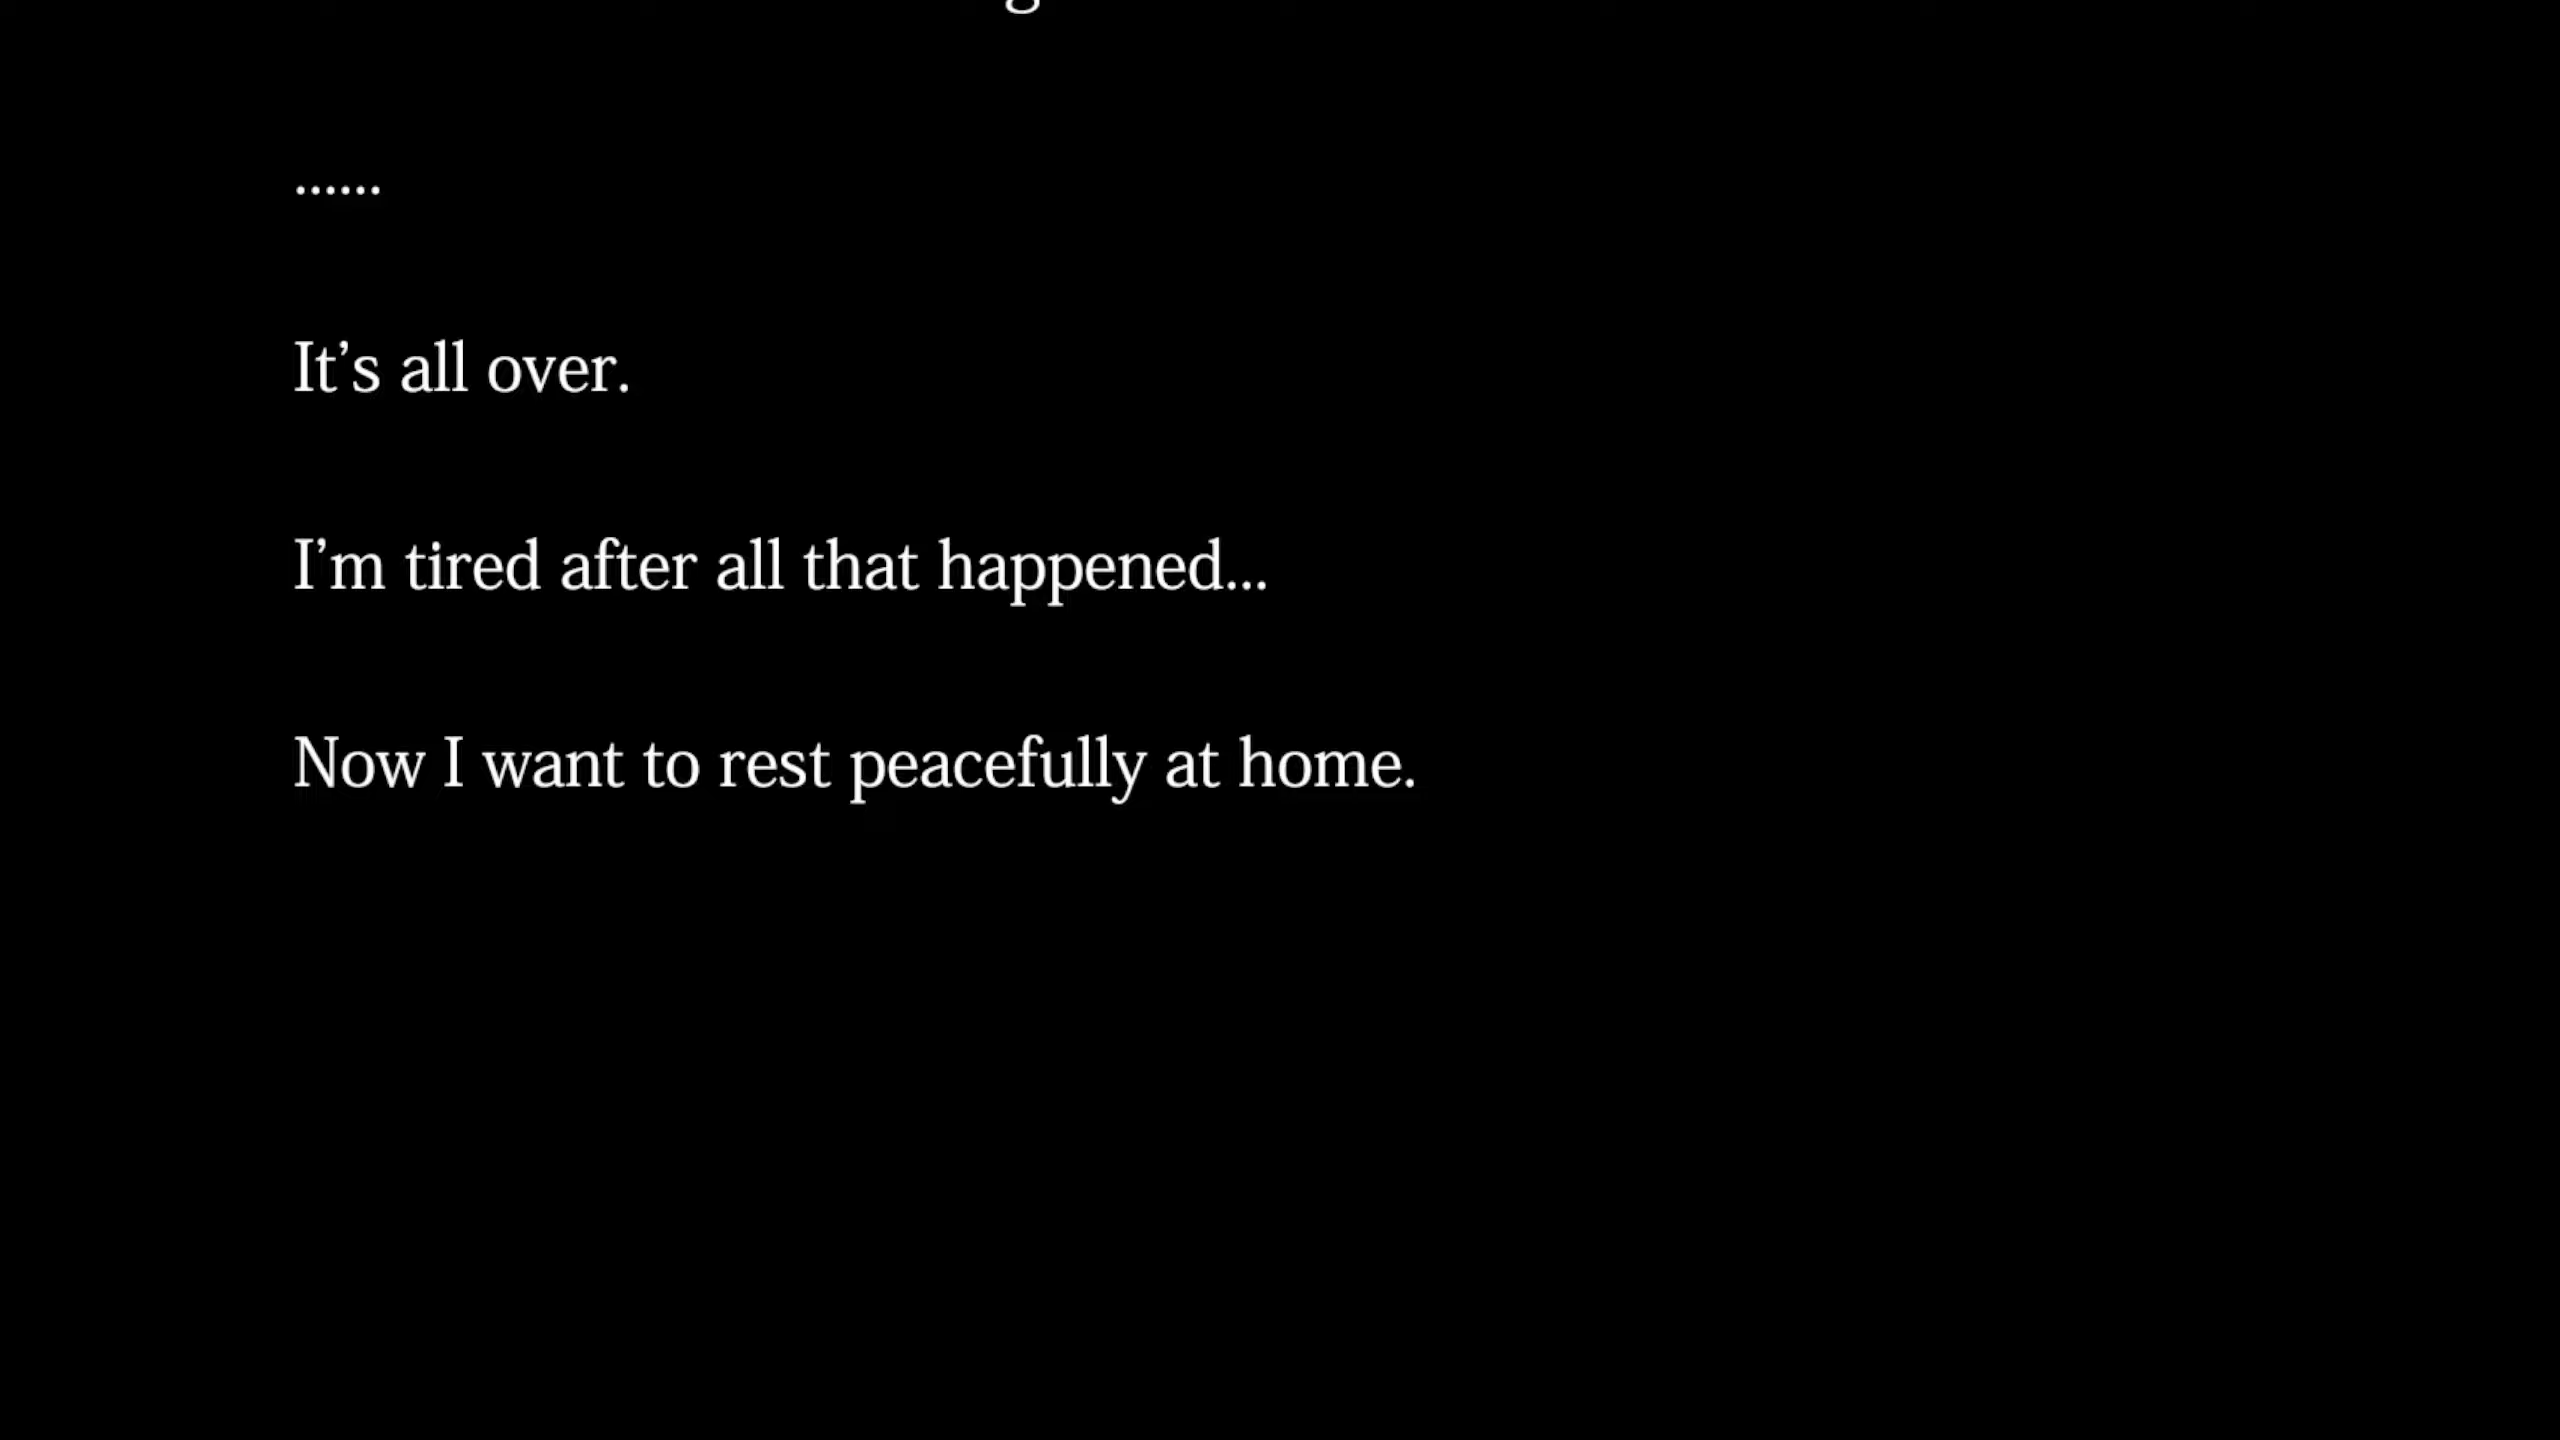 ......
It’s all over.
I’m tired after all that happened...
Now I want to rest peacefully at home.